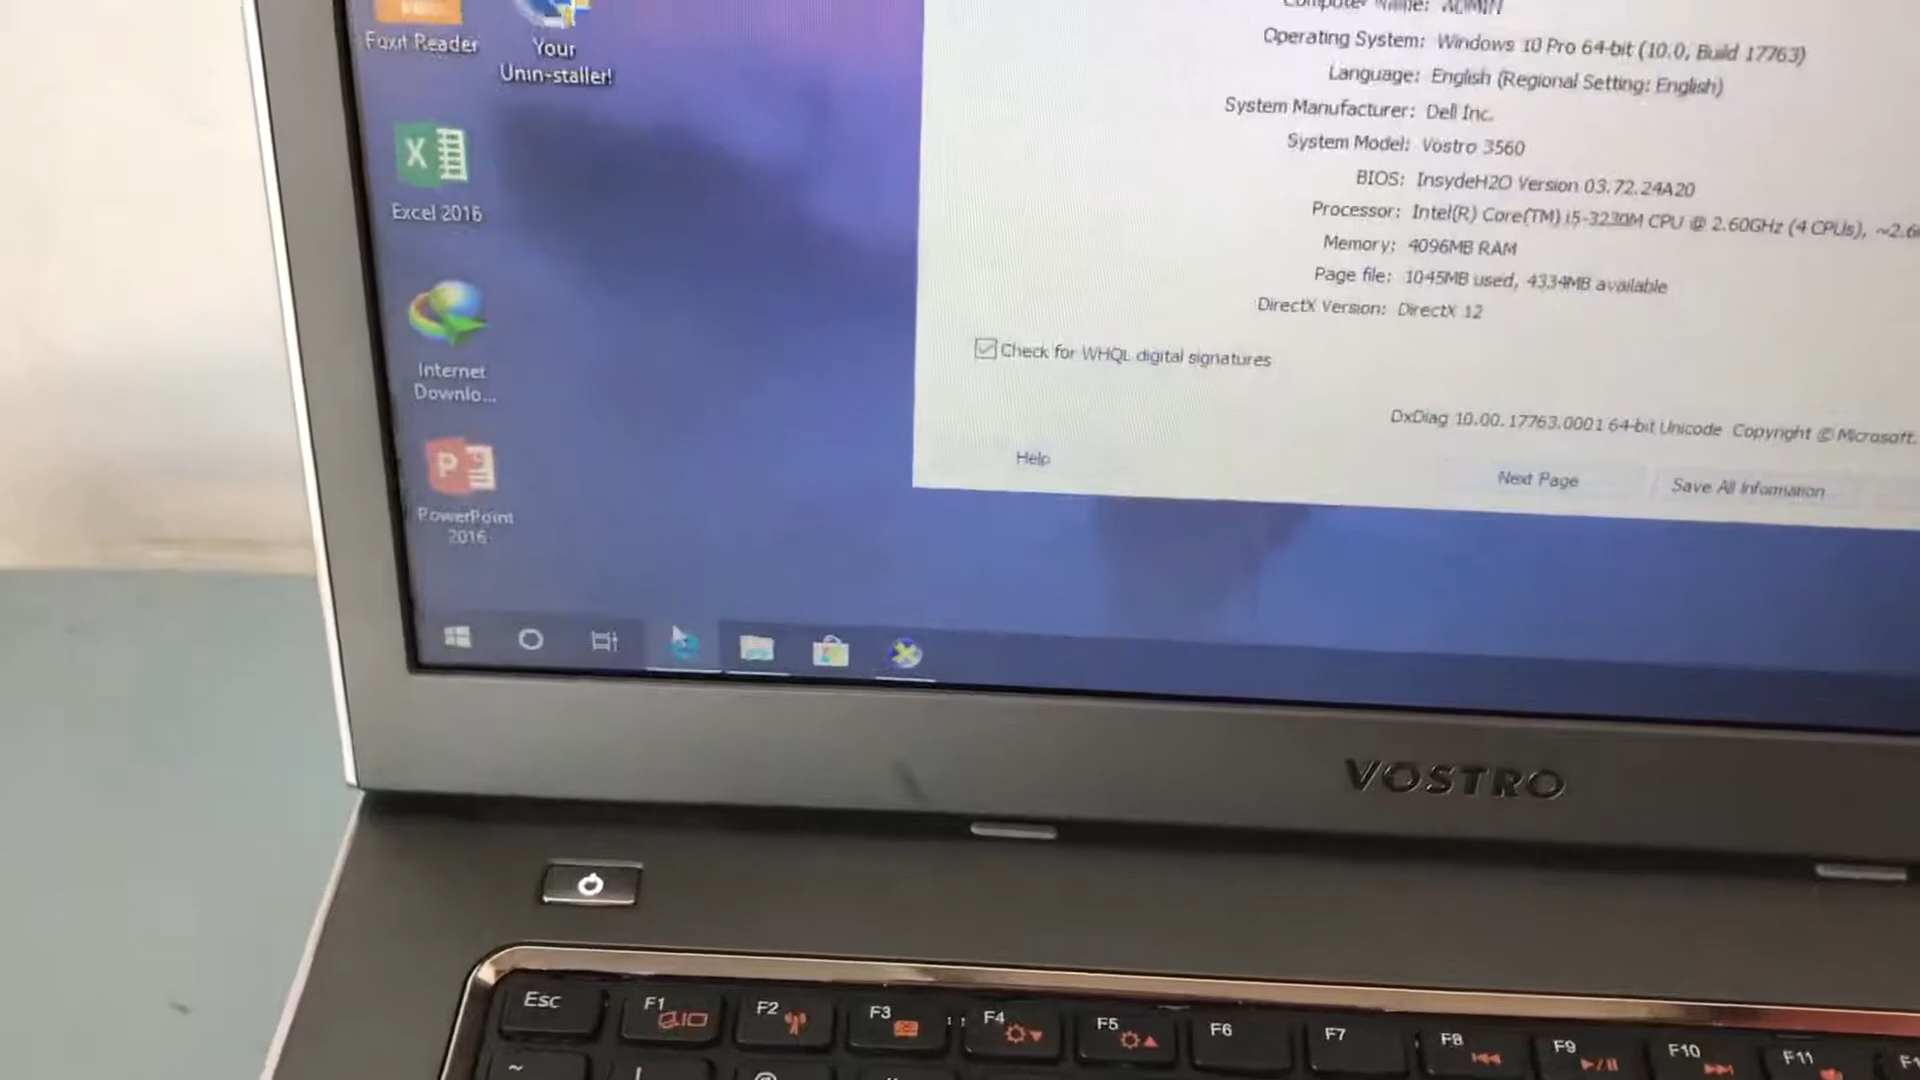 Foxit Reader
Your
Unin-staller!
Excel 2016
Internet
Downlo...
PowerPoint
2016
Computer Name: ADMIN
Operating System: Windows 10 Pro 64-bit (10.0, Build 17763)
Language: English (Regional Setting: English)
System Manufacturer: Dell Inc.
System Model: Vostro 3560
BIOS: InsydeH2O Version 03.72.24A20
Processor: Intel(R) Core(TM) i5-3230M CPU @ 2.60GHz (4 CPUs), ~2.6
Memory: 4096MB RAM
Page file: 1045MB used, 4334MB available
DirectX Version: DirectX 12
Check for WHQL digital signatures
DxDiag 10.00.17763.0001 64-bit Unicode Copyright © Microsoft.
Help
Next Page
Save All Information
VOSTRO
Esc
F1
F2
F3
F4
F5
F6
F7
F8
F9
F10
F11
~
!
@